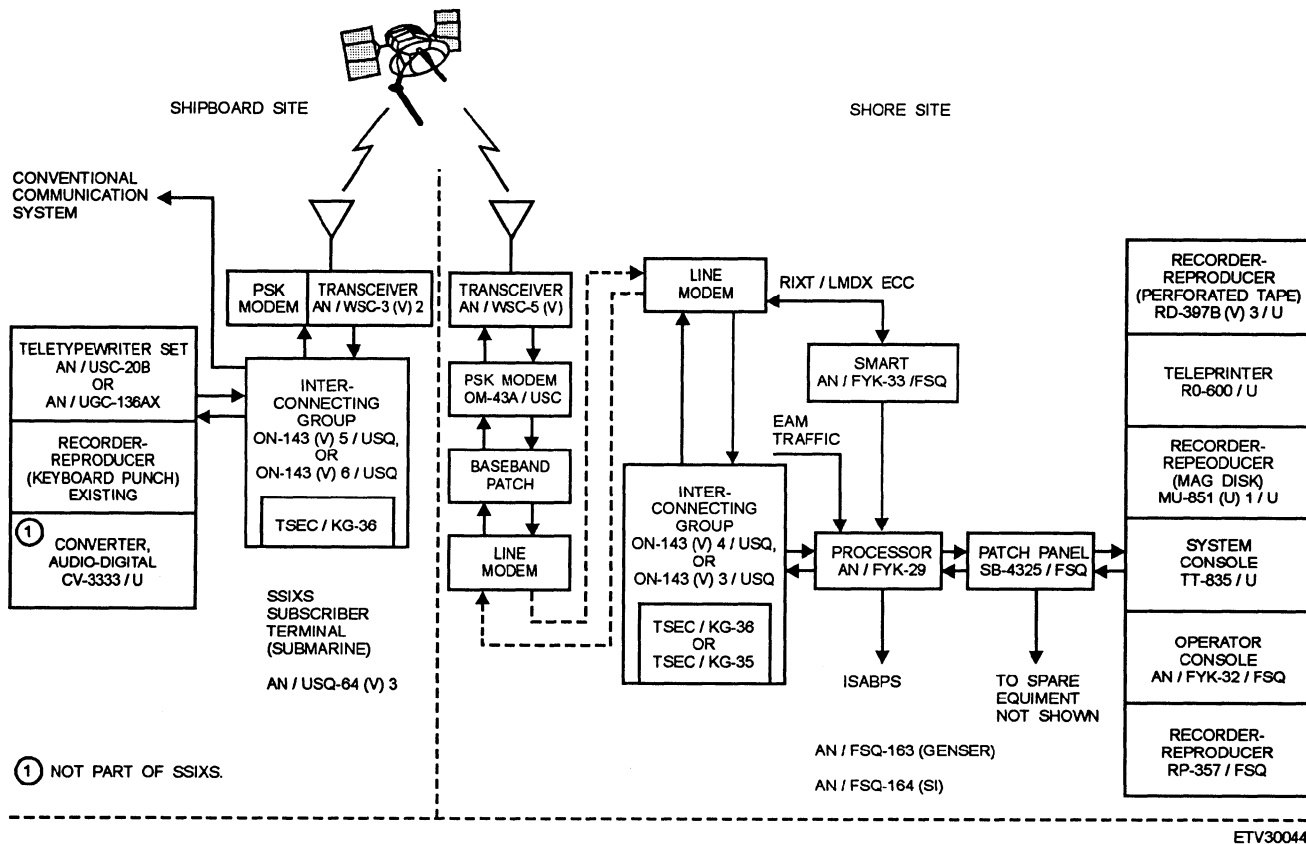 SHIPBOARD SITE
SHORE SITE
CONVENTIONAL
COMMUNICATION
SYSTEM
PSK
MODEM
TRANSCEIVER
AN / WSC-3 (V) 2
TELETYPEWRITER SET
AN / USC-20B
OR
AN / UGC-136AX
RECORDER-
REPRODUCER
(KEYBOARD PUNCH)
EXISTING
1
CONVERTER,
AUDIO-DIGITAL
CV-3333 / U
INTER-
CONNECTING
GROUP
ON-143 (V) 5 / USQ,
OR
ON-143 (V) 6 / USQ
TSEC / KG-36
SSIXS
SUBSCRIBER
TERMINAL
(SUBMARINE)
AN / USQ-64 (V) 3
1 NOT PART OF SSIXS.
TRANSCEIVER
AN / WSC-5 (V)
PSK MODEM
OM-43A / USC
BASEBAND
PATCH
LINE
MODEM
LINE
MODEM
RIXT / LMDX ECC
SMART
AN / FYK-33 /FSQ
EAM
TRAFFIC
INTER-
CONNECTING
GROUP
ON-143 (V) 4 / USQ,
OR
ON-143 (V) 3 / USQ
TSEC / KG-36
OR
TSEC / KG-35
PROCESSOR
AN / FYK-29
PATCH PANEL
SB-4325 / FSQ
ISABPS
TO SPARE
EQUIMENT
NOT SHOWN
AN / FSQ-163 (GENSER)
AN / FSQ-164 (SI)
RECORDER-
REPRODUCER
(PERFORATED TAPE)
RD-397B (V) 3 / U
TELEPRINTER
R0-600 / U
RECORDER-
REPEODUCER
(MAG DISK)
MU-851 (U) 1 / U
SYSTEM
CONSOLE
TT-835 / U
OPERATOR
CONSOLE
AN / FYK-32 / FSQ
RECORDER-
REPRODUCER
RP-357 / FSQ
ETV30044